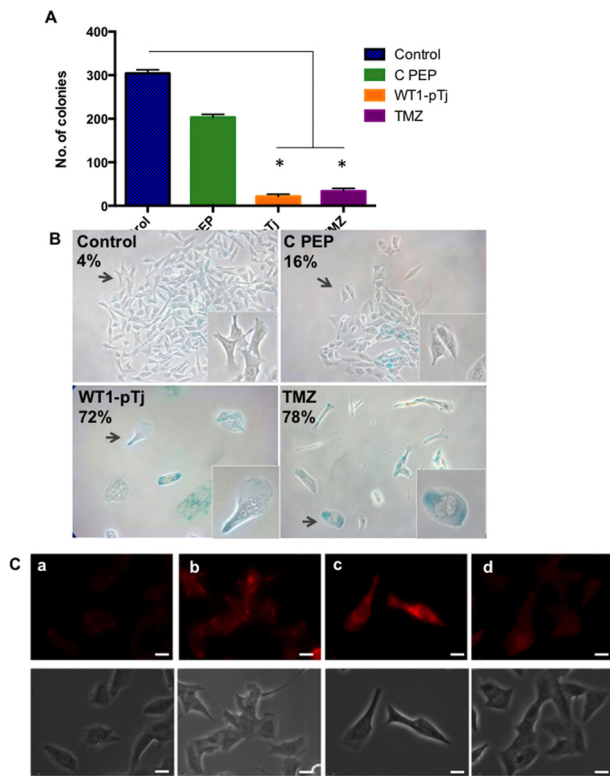 A
400
300
200
100
0
No. of colonies
Control
C PEP
WT1-pTj
TMZ
* *
TMZ
B
Control
4%
C PEP
16%
WT1-pTj
72%
TMZ
78%
C
a
b
c
d